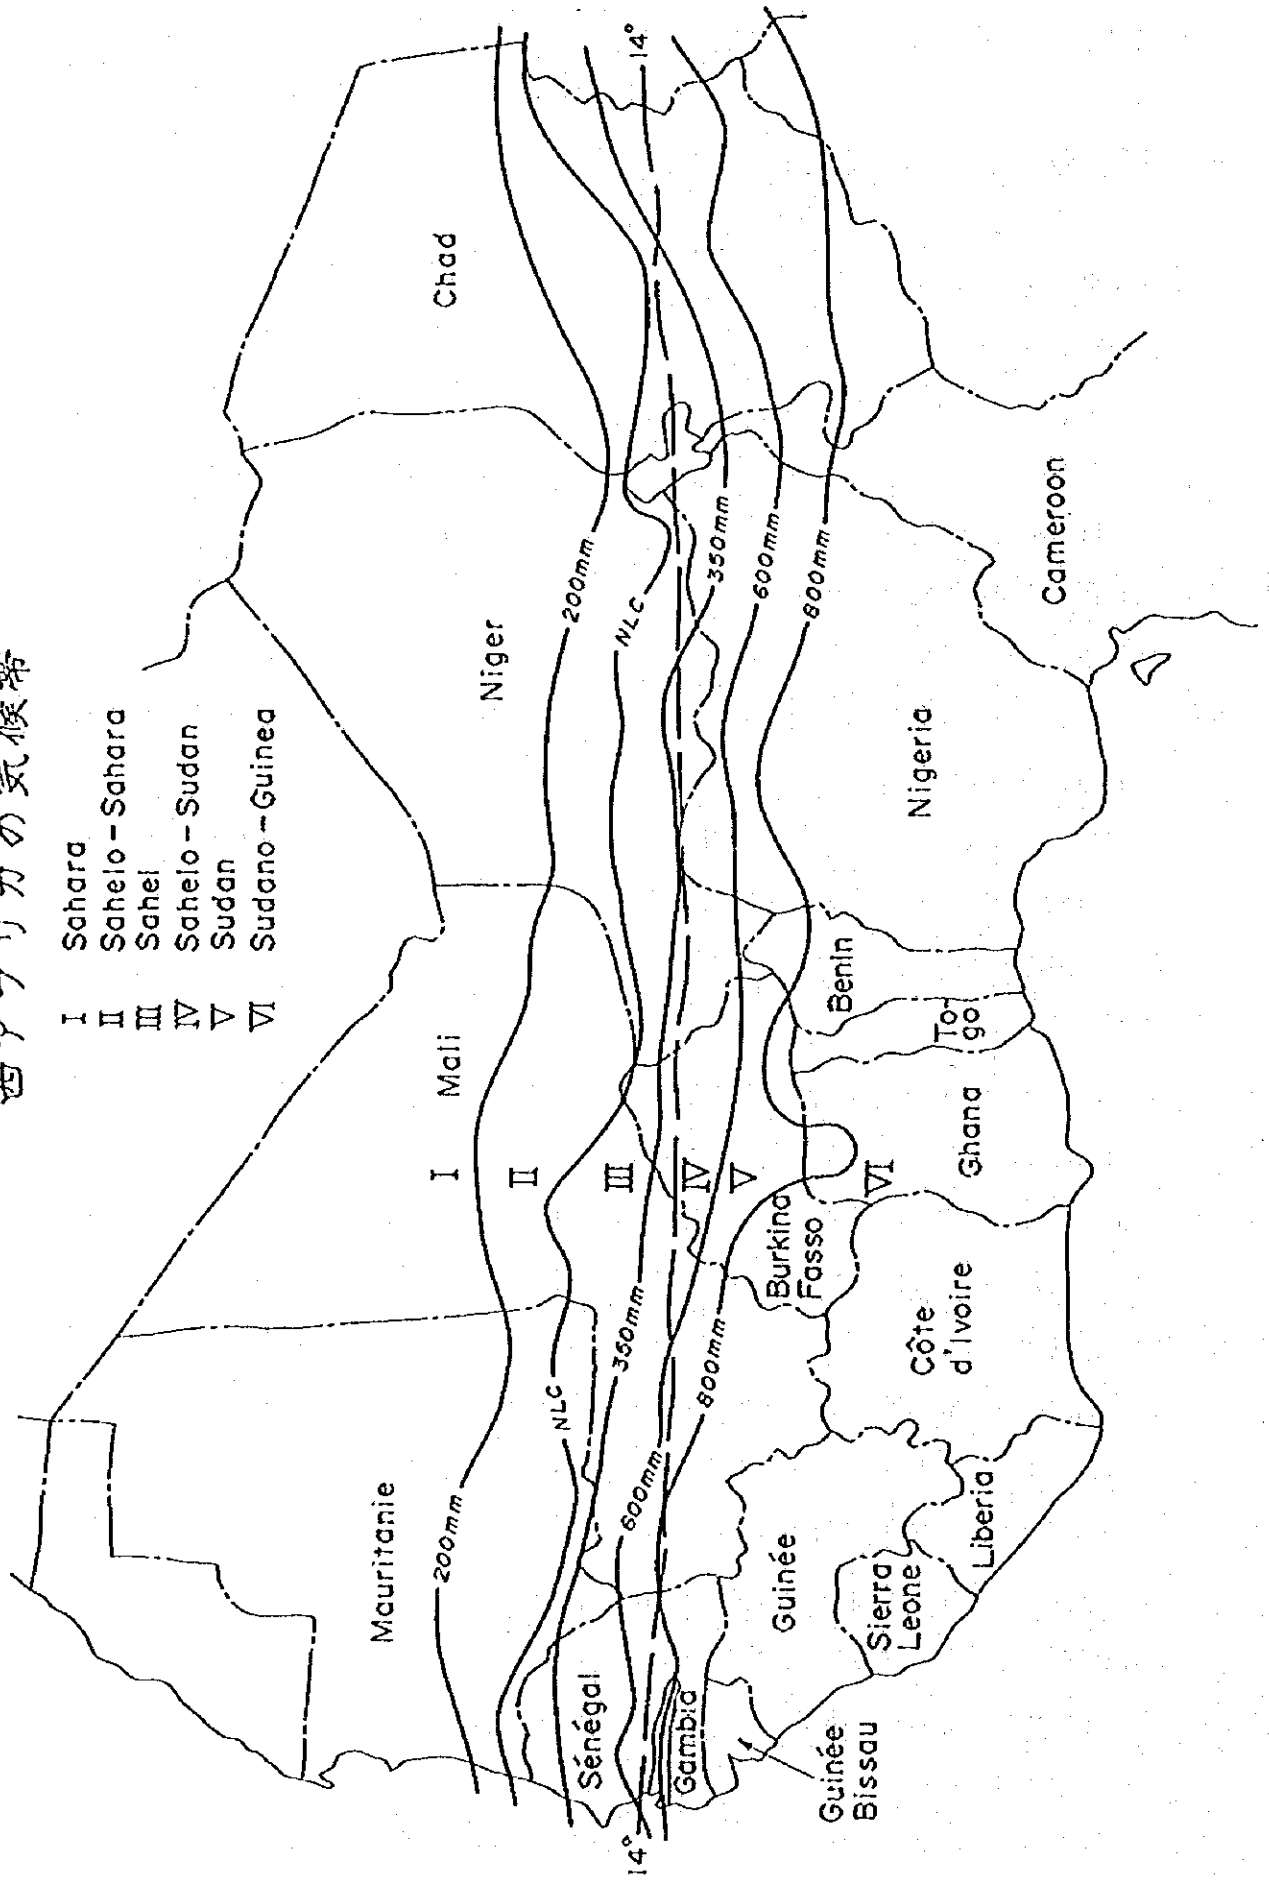 西アフリカの気候帯
I Sahara
II Sahelo-Sahara
III Sahel
IV Sahelo-Sudan
V Sudan
VI Sudano-Guinea
Mauritanie
Mali
Niger
Chad
200mm
200mm
I
II
III
IV
V
VI
NLC
NLC
350mm
350mm
600mm
600mm
800mm
800mm
14°
14°
Sénégal
Gambia
Guinée
Bissau
Guinée
Sierra
Leone
Liberia
Côte
d'Ivoire
Burkina
Fasso
Ghana
To-
go
Benin
Nigeria
Cameroon